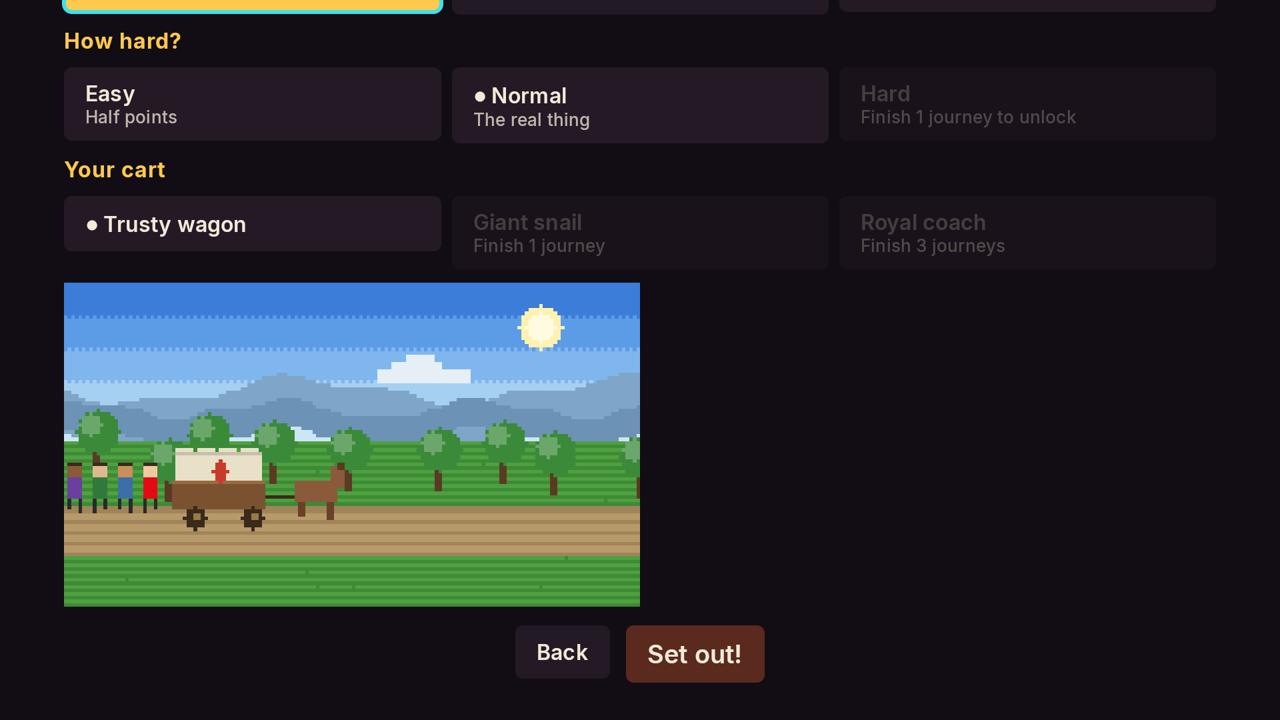 How hard?
Easy
Half points
● Normal
The real thing
Hard
Finish 1 journey to unlock
Your cart
● Trusty wagon
Giant snail
Finish 1 journey
Royal coach
Finish 3 journeys
Back
Set out!